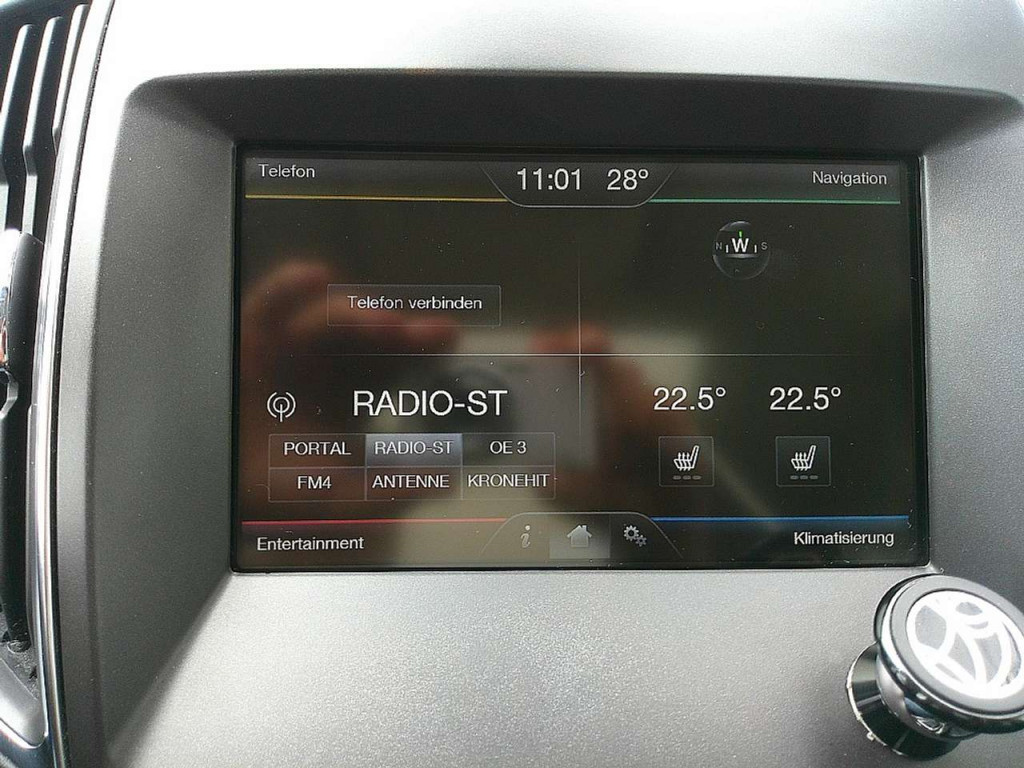 Telefon
11:01 28°
Navigation
N W S
Telefon verbinden
RADIO-ST
22.5° 22.5°
PORTAL RADIO-ST OE 3
FM4 ANTENNE KRONEHIT
Entertainment
i
Klimatisierung